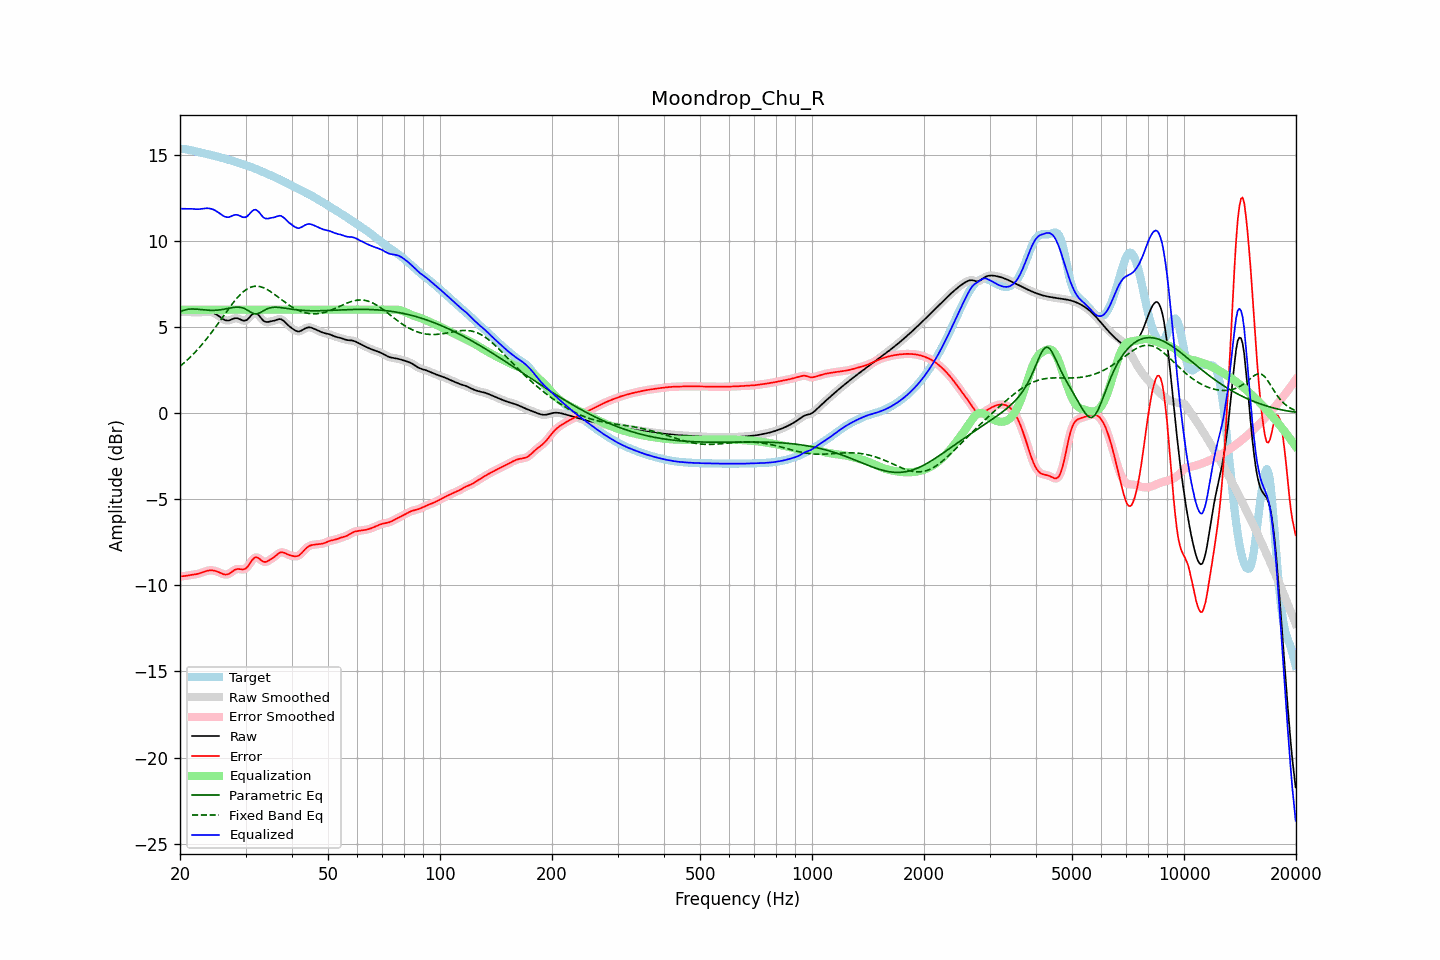 Moondrop_Chu_R
Amplitude (dBr)
15
10
5
0
−5
−10
−15
−20
−25
Target
Raw Smoothed
Error Smoothed
Raw
Error
Equalization
Parametric Eq
Fixed Band Eq
Equalized
20 50 100 200 500 1000 2000 5000 10000 20000
Frequency (Hz)